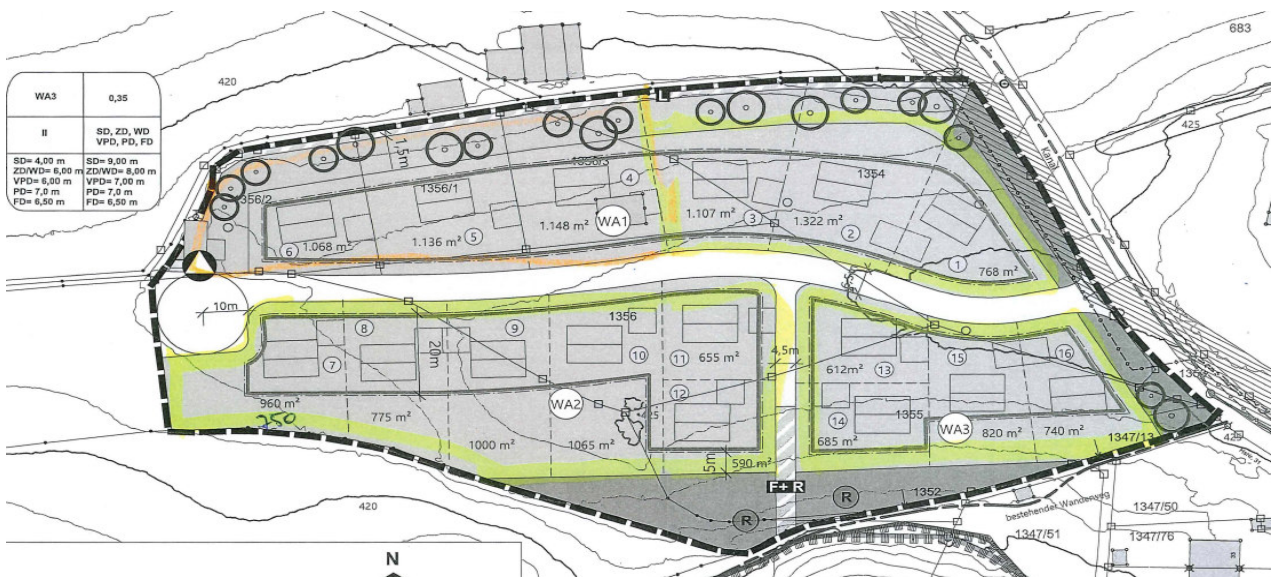 683
420
425
WA3 0,35
II SD, ZD, WD
VPD, PD, FD
SD= 4,00 m SD= 9,00 m
ZD/WD= 6,00 m ZD/WD= 8,00 m
VPD= 6,00 m VPD= 7,00 m
PD= 7,0 m PD= 7,0 m
FD= 6,50 m FD= 6,50 m
L
1,5m
Kanal
1356/3
1354
1356/1
4
356/2
WA1
1.148 m²
1.107 m²
3
1.322 m²
2
6
1.068 m²
1.136 m²
5
1
768 m²
10m
1356
8
9
10
11
655 m²
7
20m
4,5m
6,5
15
16
612m²
13
12
WA2
425
960 m²
250
775 m²
1000 m²
1065 m²
5m
590 m²
14
685 m²
1355
WA3
820 m²
740 m²
1347/13
425
F+ R
R
R
1352
bestehender Wanderweg
420
1347/50
1347/51
1347/76
N